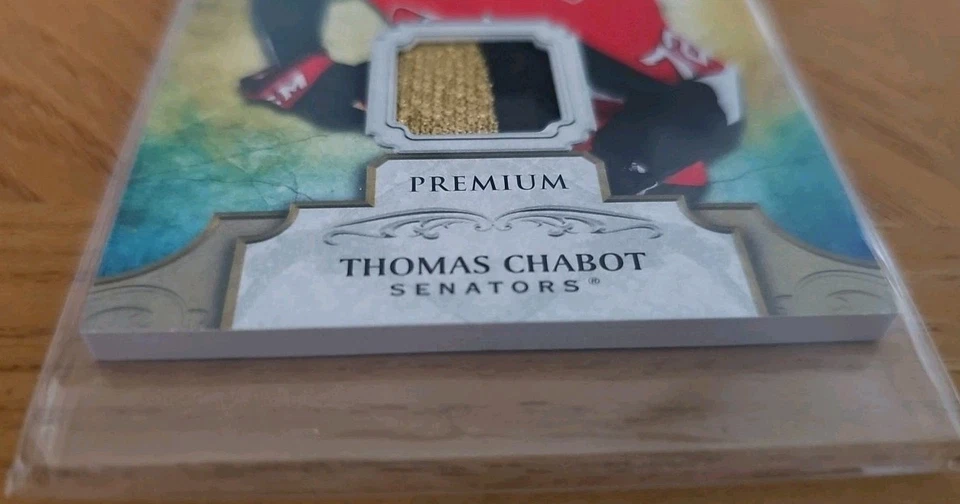 PREMIUM
THOMAS CHABOT
SENATORS®